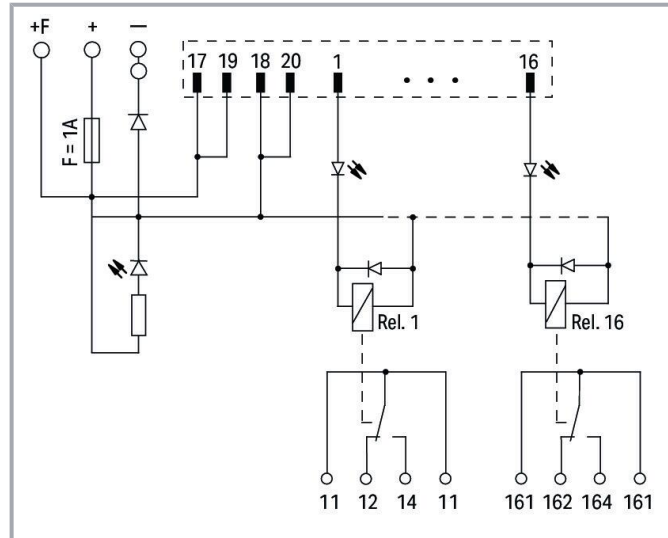 +F + —
17 19 18 20 1 • • • 16
F = 1A
Rel. 1 Rel. 16
11 12 14 11 161 162 164 161